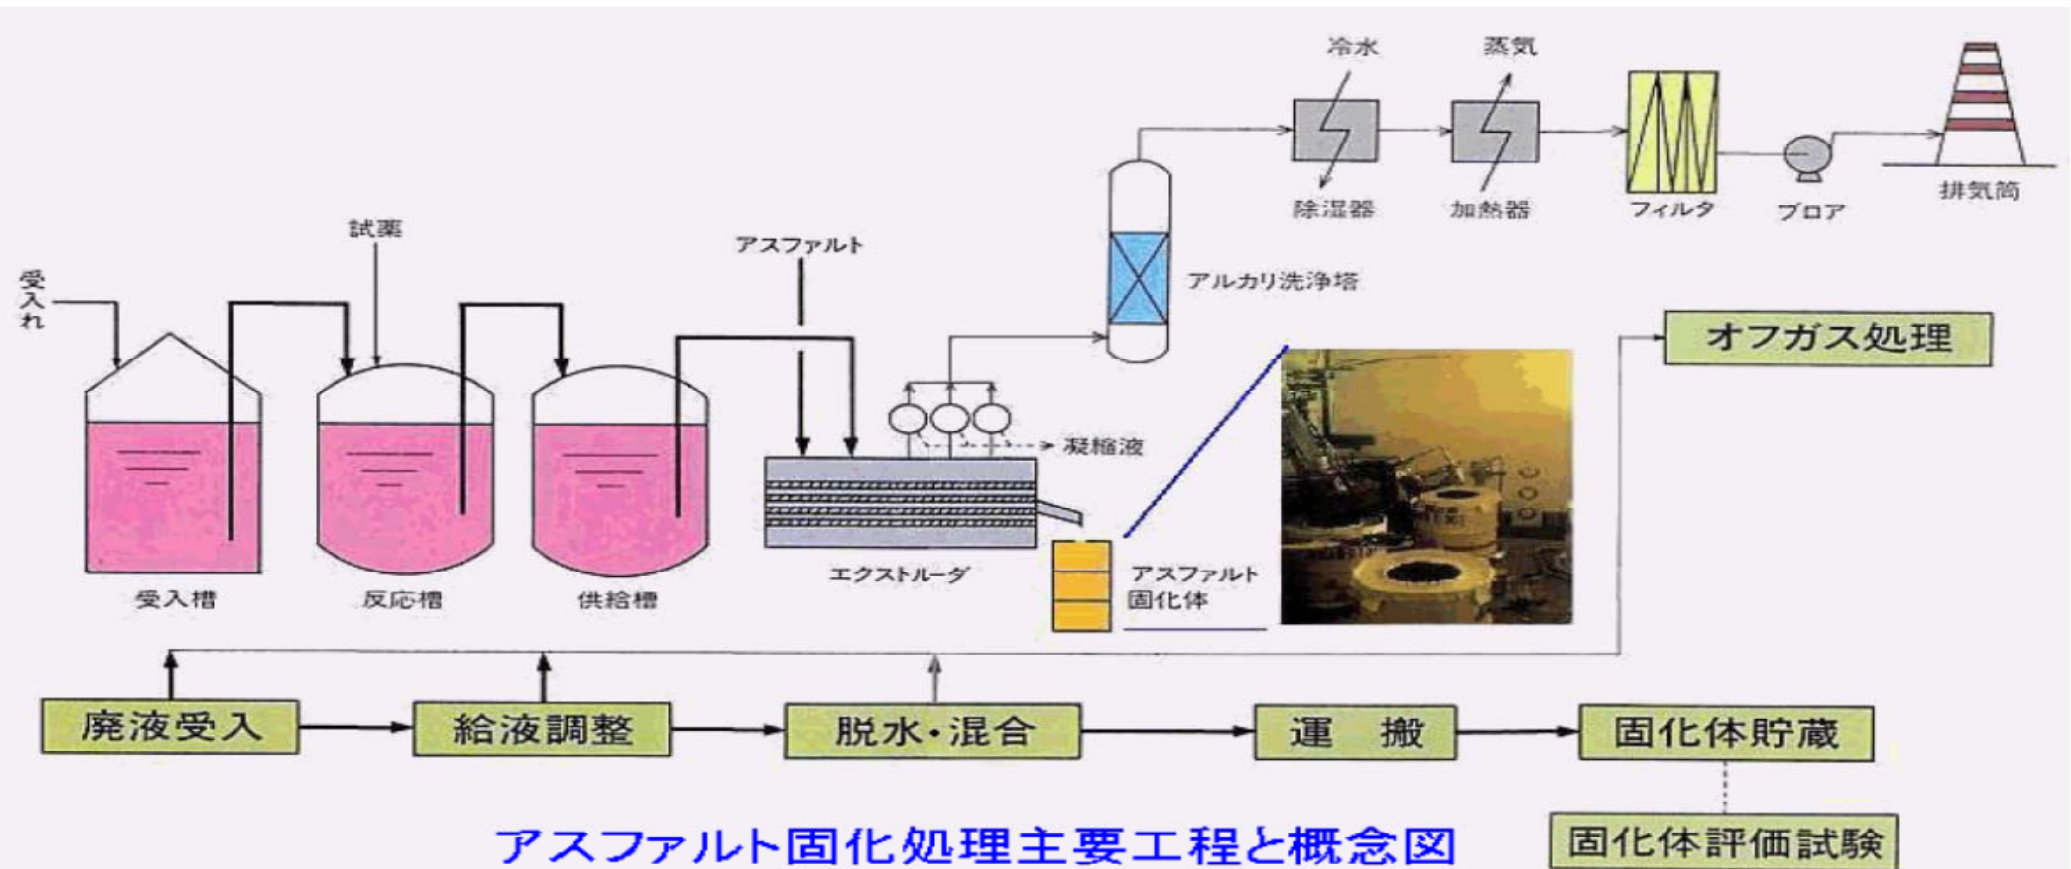 冷水
蒸気
除湿器
加熱器
フィルタ
ブロア
排気筒
試薬
アスファルト
受入れ
アルカリ洗浄塔
オフガス処理
凝縮液
エクストルーダ
アスファルト
固化体
受入槽
反応槽
供給槽
廃液受入
給液調整
脱水・混合
運 搬
固化体貯蔵
固化体評価試験
アスファルト固化処理主要工程と概念図